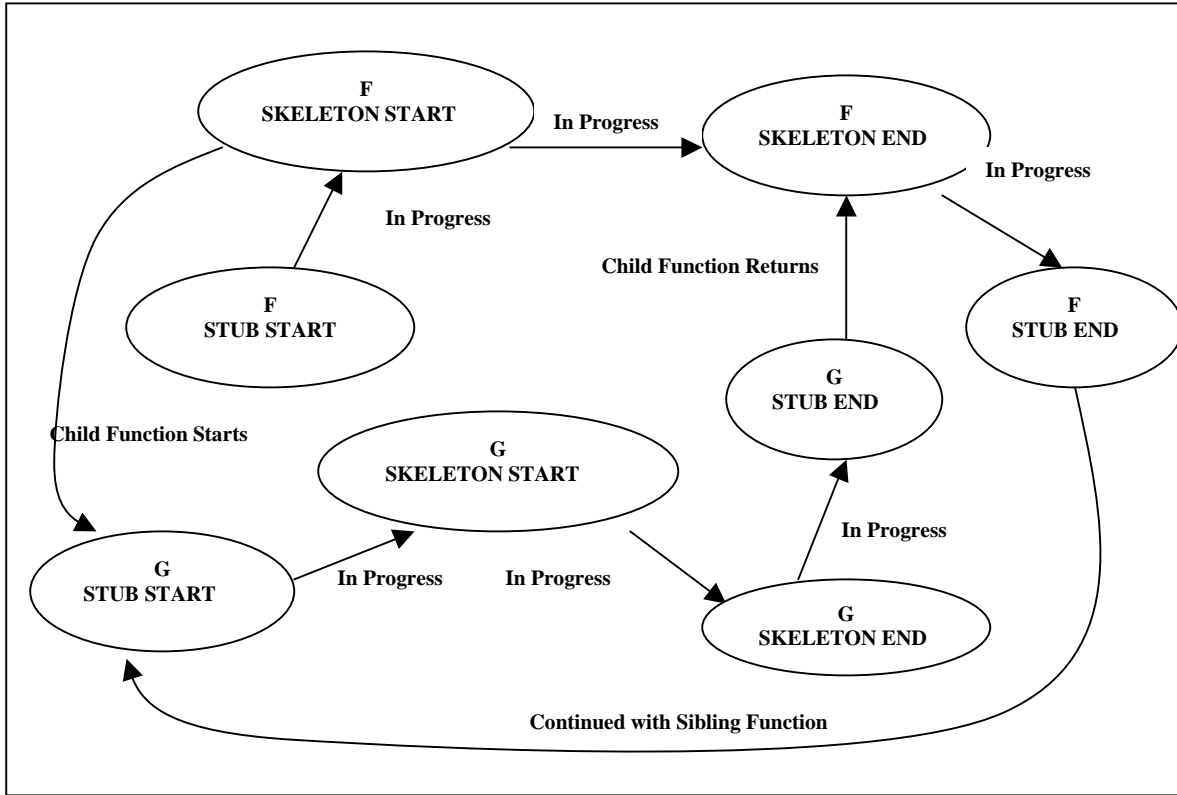 F
SKELETON START
In Progress
F
SKELETON END
In Progress
In Progress
Child Function Returns
F
STUB START
F
STUB END
G
STUB END
Child Function Starts
G
SKELETON START
In Progress
G
STUB START
In Progress
In Progress
G
SKELETON END
Continued with Sibling Function